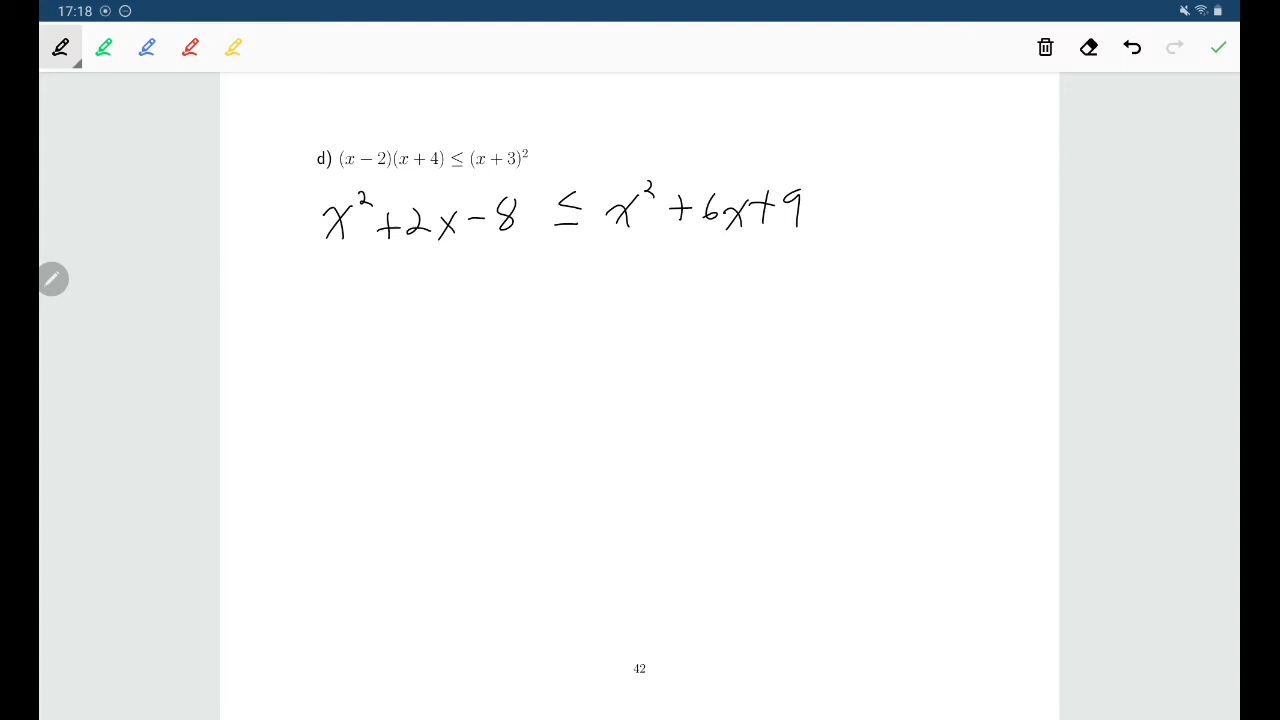 17:18
d) (x − 2)(x + 4) ≤ (x + 3)²
x² + 2x − 8 ≤ x² + 6x + 9
42